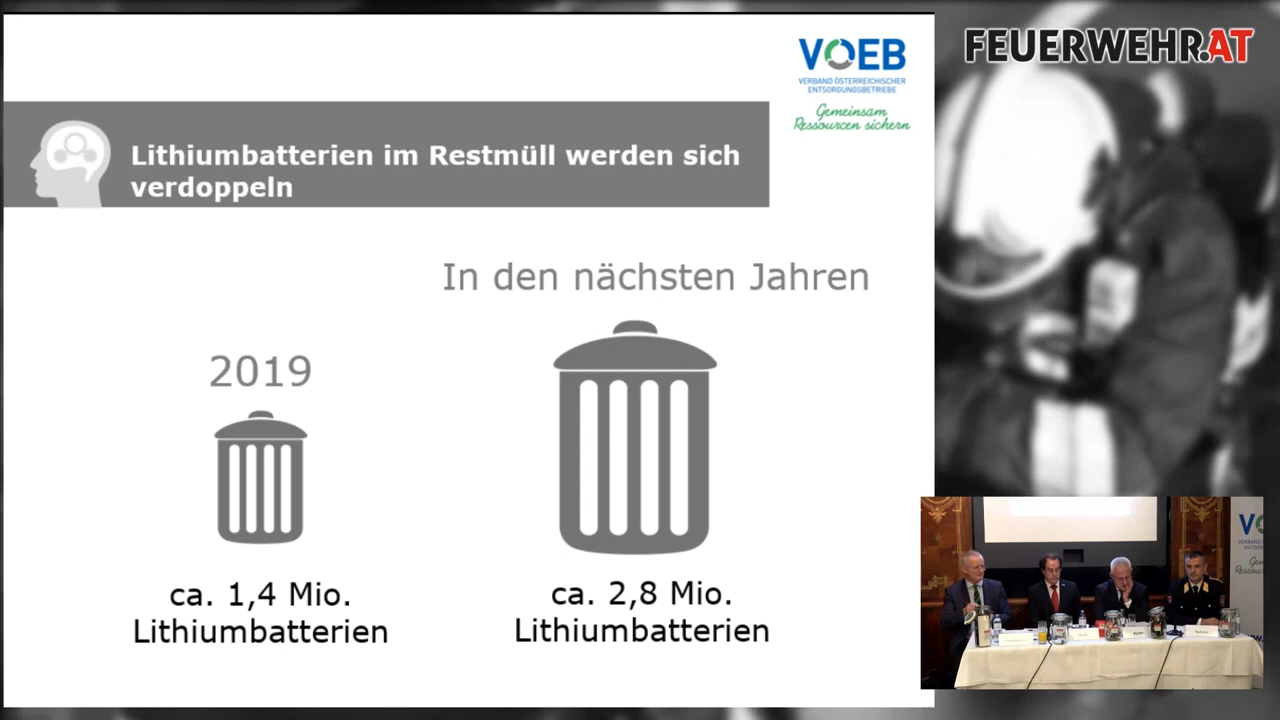 VOEB
VERBAND ÖSTERREICHISCHER
ENTSORGUNGSBETRIEBE
Gemeinsam
Ressourcen sichern
FEUERWEHR.AT
Lithiumbatterien im Restmüll werden sich
verdoppeln
In den nächsten Jahren
2019
ca. 1,4 Mio.
Lithiumbatterien
ca. 2,8 Mio.
Lithiumbatterien